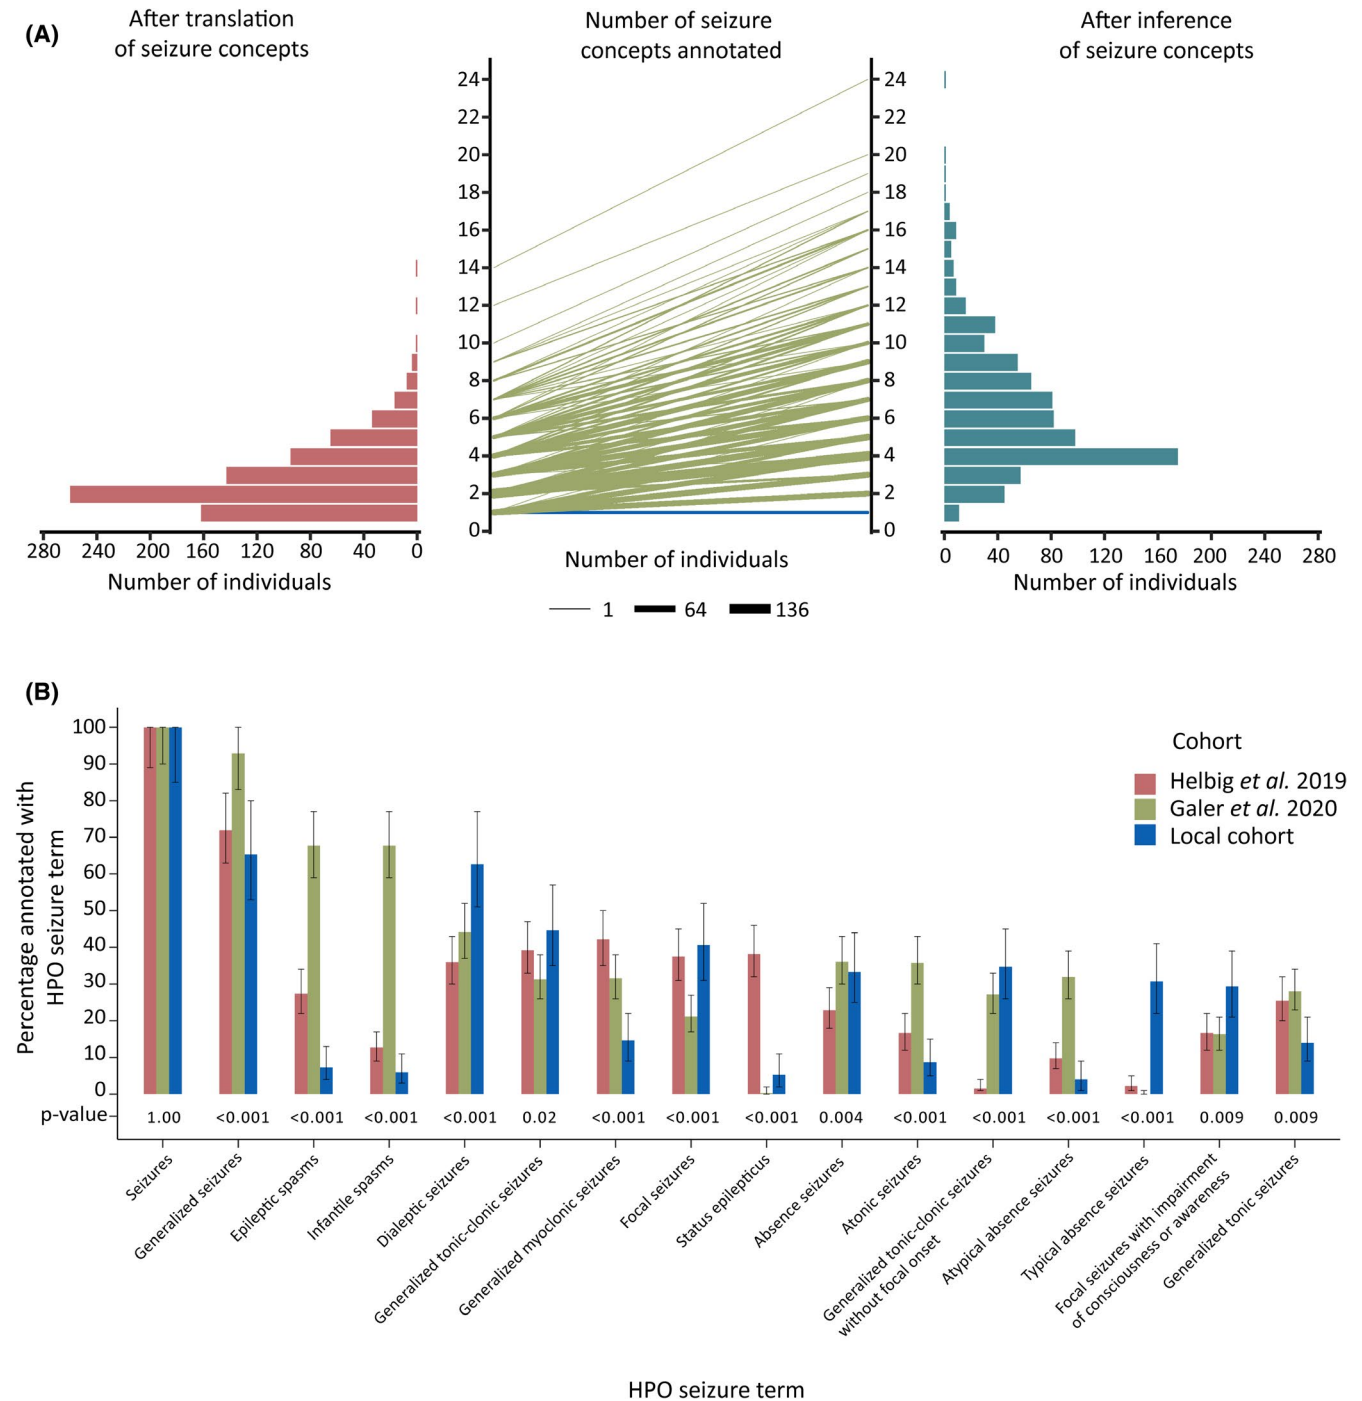 (A)
After translation
of seizure concepts
Number of seizure
concepts annotated
After inference
of seizure concepts
24 24
22 22
20 20
18 18
16 16
14 14
12 12
10 10
8 8
6 6
4 4
2 2
0 0
280 240 200 160 120 80 40 0
Number of individuals
Number of individuals
1 64 136
0 40 80 120 160 200 240 280
Number of individuals
(B)
Percentage annotated with
HPO seizure term
100
90
80
70
60
50
40
30
20
10
0
Cohort
Helbig et al. 2019
Galer et al. 2020
Local cohort
p-value 1.00 <0.001 <0.001 <0.001 <0.001 0.02 <0.001 <0.001 <0.001 0.004 <0.001 <0.001 <0.001 <0.001 0.009 0.009
Seizures
Generalized seizures
Epileptic spasms
Infantile spasms
Dialeptic seizures
Generalized tonic-clonic seizures
Generalized myoclonic seizures
Focal seizures
Status epilepticus
Absence seizures
Atonic seizures
Generalized tonic-clonic seizures
without focal onset
Atypical absence seizures
Typical absence seizures
Focal seizures with impairment
of consciousness or awareness
Generalized tonic seizures
HPO seizure term